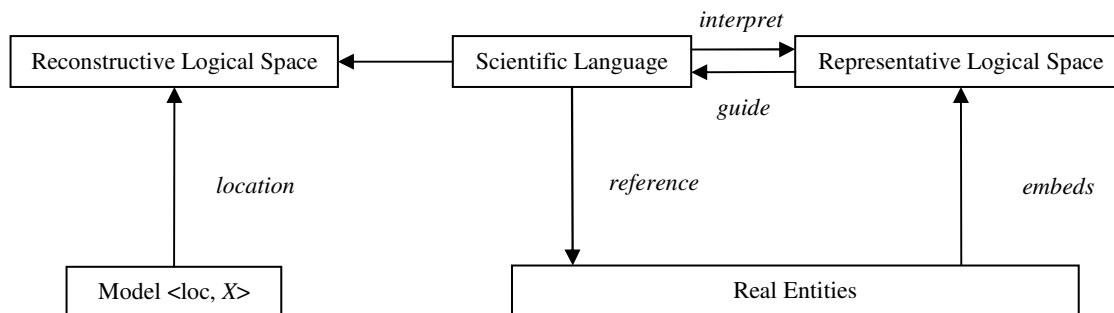 interpret
Reconstructive Logical Space
Scientific Language
Representative Logical Space
guide
location
reference
embeds
Model <loc, X>
Real Entities